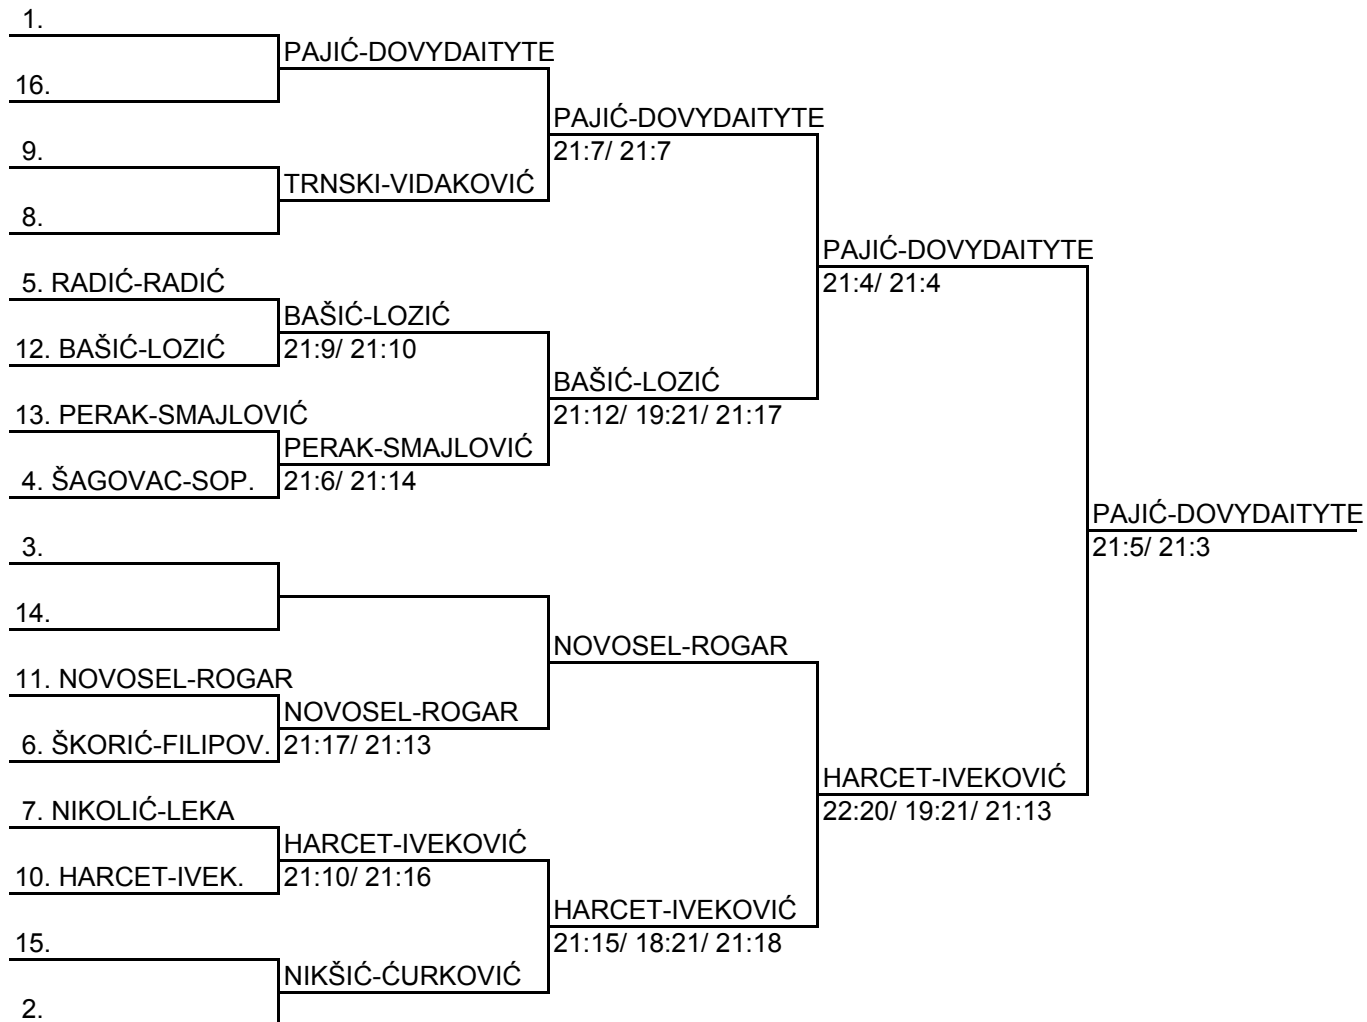 1.
PAJIĆ-DOVYDAITYTE
16.
PAJIĆ-DOVYDAITYTE
9.
21:7/ 21:7
TRNSKI-VIDAKOVIĆ
8.
PAJIĆ-DOVYDAITYTE
5. RADIĆ-RADIĆ
21:4/ 21:4
BAŠIĆ-LOZIĆ
12. BAŠIĆ-LOZIĆ
21:9/ 21:10
BAŠIĆ-LOZIĆ
13. PERAK-SMAJLOVIĆ
21:12/ 19:21/ 21:17
PERAK-SMAJLOVIĆ
4. ŠAGOVAC-SOP.
21:6/ 21:14
PAJIĆ-DOVYDAITYTE
3.
21:5/ 21:3
14.
NOVOSEL-ROGAR
11. NOVOSEL-ROGAR
NOVOSEL-ROGAR
6. ŠKORIĆ-FILIPOV.
21:17/ 21:13
HARCET-IVEKOVIĆ
7. NIKOLIĆ-LEKA
22:20/ 19:21/ 21:13
HARCET-IVEKOVIĆ
10. HARCET-IVEK.
21:10/ 21:16
HARCET-IVEKOVIĆ
15.
21:15/ 18:21/ 21:18
NIKŠIĆ-ĆURKOVIĆ
2.